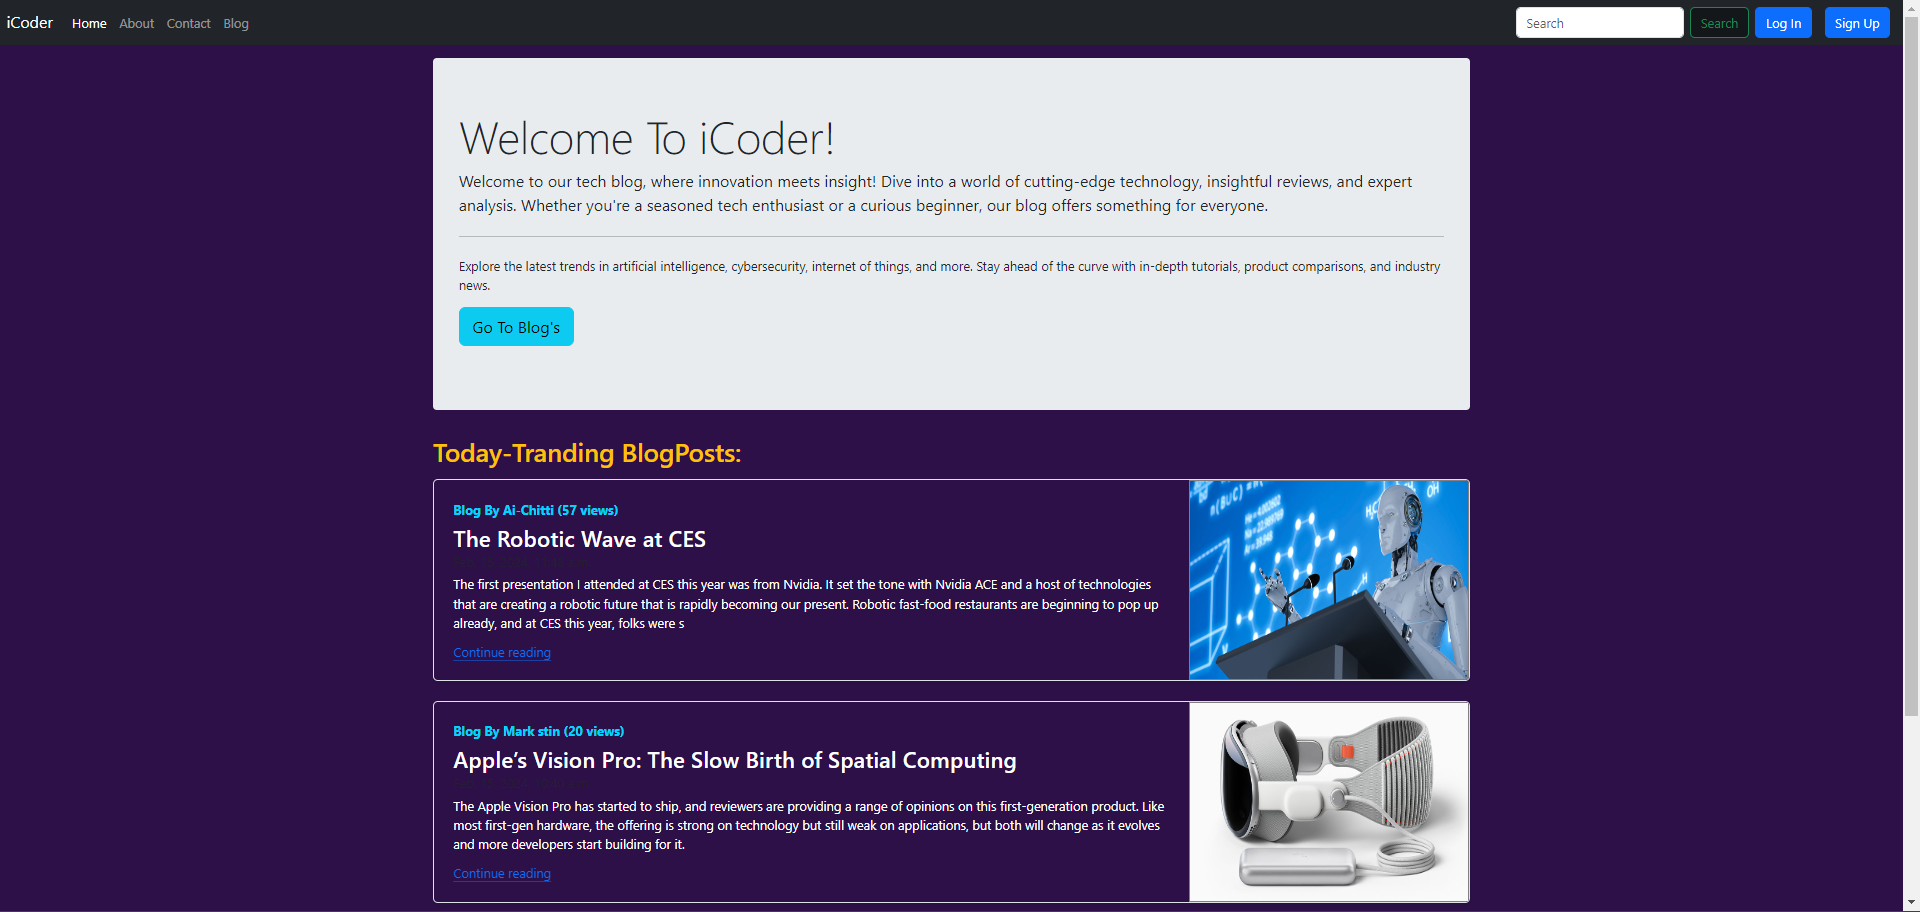 iCoder Home About Contact Blog Search Search Log In Sign Up
Welcome To iCoder!
Welcome to our tech blog, where innovation meets insight! Dive into a world of cutting-edge technology, insightful reviews, and expert
analysis. Whether you're a seasoned tech enthusiast or a curious beginner, our blog offers something for everyone.
Explore the latest trends in artificial intelligence, cybersecurity, internet of things, and more. Stay ahead of the curve with in-depth tutorials, product comparisons, and industry
news.
Go To Blog's
Today-Tranding BlogPosts:
Blog By Ai-Chitti (57 views)
The Robotic Wave at CES
The first presentation I attended at CES this year was from Nvidia. It set the tone with Nvidia ACE and a host of technologies
that are creating a robotic future that is rapidly becoming our present. Robotic fast-food restaurants are beginning to pop up
already, and at CES this year, folks were s
Continue reading
Blog By Mark stin (20 views)
Apple’s Vision Pro: The Slow Birth of Spatial Computing
The Apple Vision Pro has started to ship, and reviewers are providing a range of opinions on this first-generation product. Like
most first-gen hardware, the offering is strong on technology but still weak on applications, but both will change as it evolves
and more developers start building for it.
Continue reading